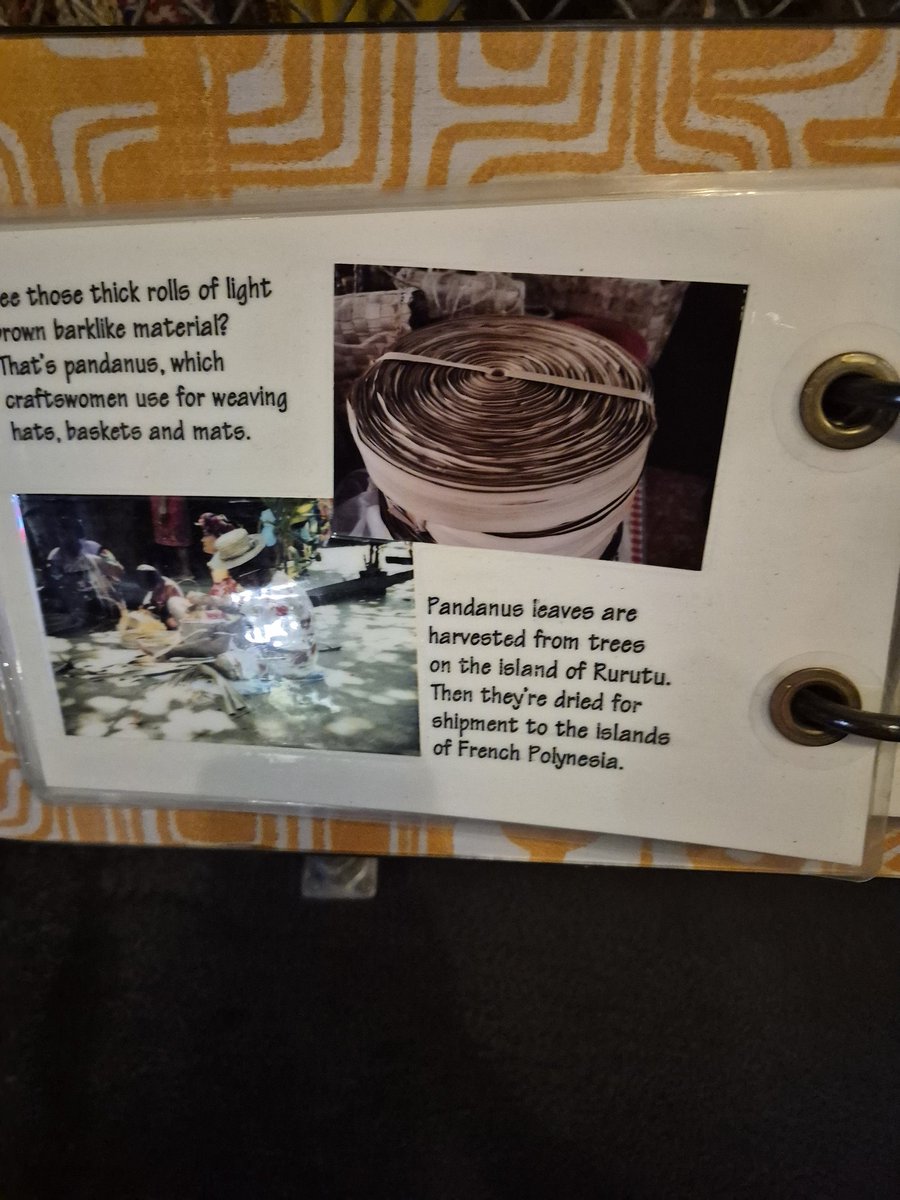 ee those thick rolls of light
rown barklike material?
That's pandanus, which
craftswomen use for weaving
hats, baskets and mats.
Pandanus leaves are
harvested from trees
on the island of Rurutu.
Then they're dried for
shipment to the islands
of French Polynesia.